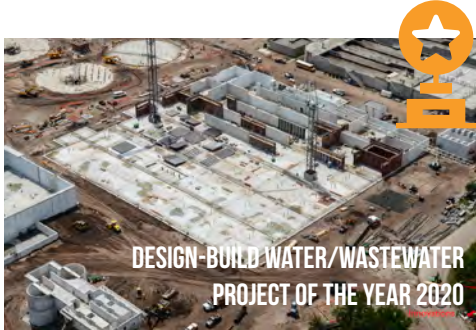 DESIGN-BUILD WATER/WASTEWATER
PROJECT OF THE YEAR 2020